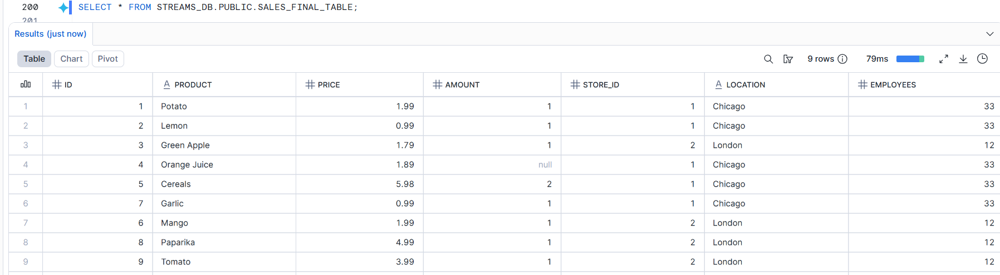 200 SELECT * FROM STREAMS_DB.PUBLIC.SALES_FINAL_TABLE;
201
Results (just now)
Table Chart Pivot 9 rows 79ms
ID PRODUCT PRICE AMOUNT STORE_ID LOCATION EMPLOYEES
1 1 Potato 1.99 1 1 Chicago 33
2 2 Lemon 0.99 1 1 Chicago 33
3 3 Green Apple 1.79 1 2 London 12
4 4 Orange Juice 1.89 null 1 Chicago 33
5 5 Cereals 5.98 2 1 Chicago 33
6 7 Garlic 0.99 1 1 Chicago 33
7 6 Mango 1.99 1 2 London 12
8 8 Paparika 4.99 1 2 London 12
9 9 Tomato 3.99 1 2 London 12